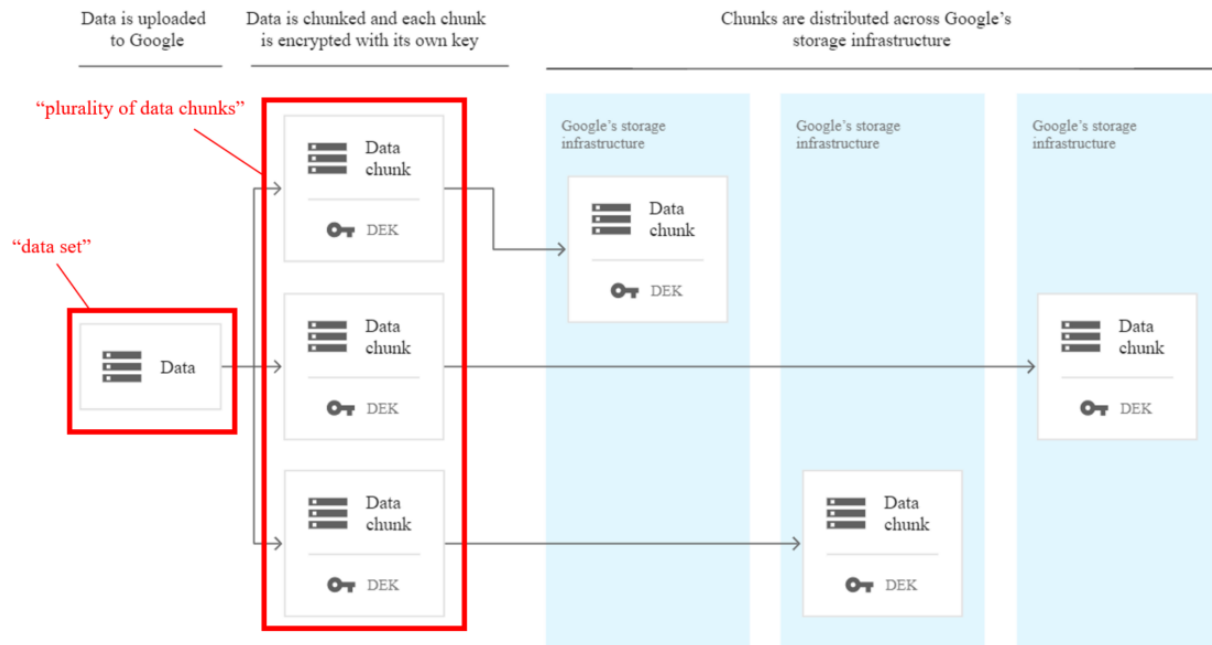 Data is uploaded
to Google
Data is chunked and each chunk
is encrypted with its own key
Chunks are distributed across Google’s
storage infrastructure
“plurality of data chunks”
“data set”
Data
Data
chunk
DEK
Data
chunk
DEK
Data
chunk
DEK
Google’s storage
infrastructure
Data
chunk
DEK
Google’s storage
infrastructure
Data
chunk
DEK
Google’s storage
infrastructure
Data
chunk
DEK